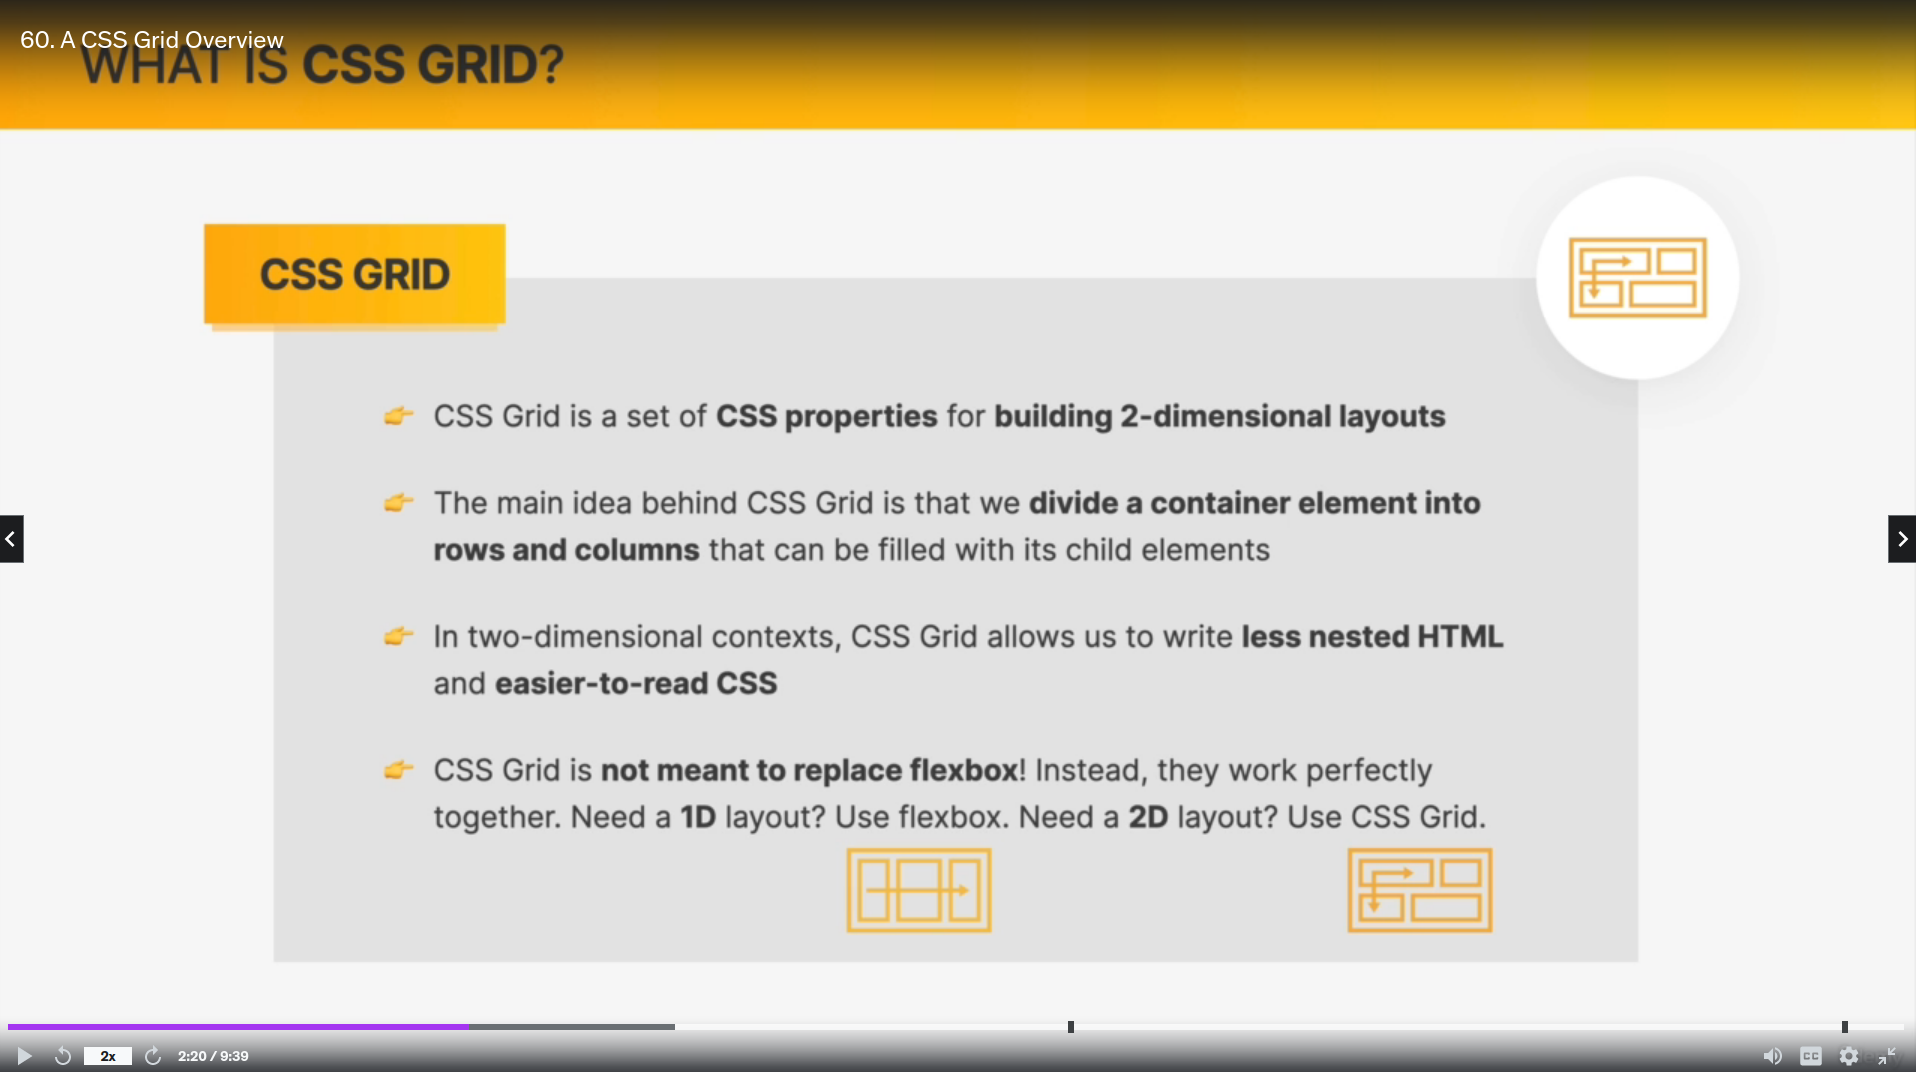 60. A CSS Grid Overview
WHAT IS CSS GRID?
CSS GRID
CSS Grid is a set of CSS properties for building 2-dimensional layouts
The main idea behind CSS Grid is that we divide a container element into
rows and columns that can be filled with its child elements
In two-dimensional contexts, CSS Grid allows us to write less nested HTML
and easier-to-read CSS
CSS Grid is not meant to replace flexbox! Instead, they work perfectly
together. Need a 1D layout? Use flexbox. Need a 2D layout? Use CSS Grid.
2x
2:20 / 9:39
CC